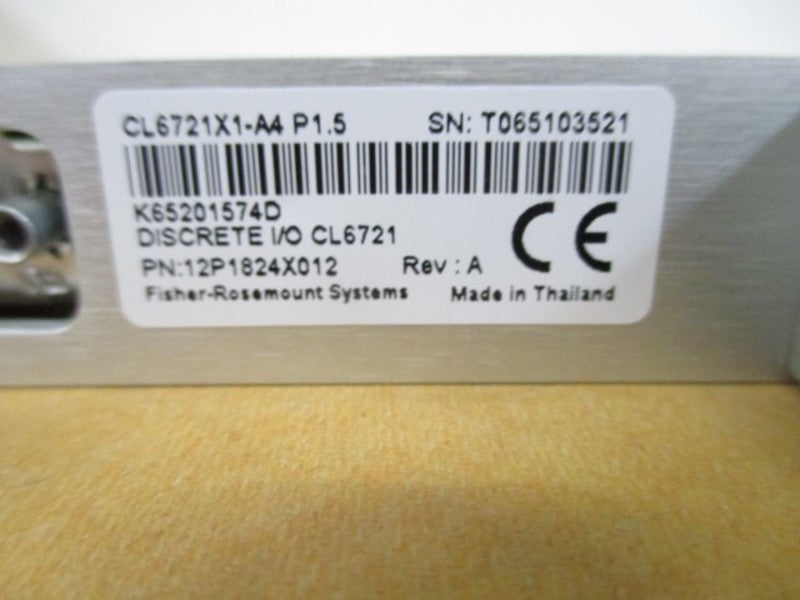 CL6721X1-A4 P1.5 SN: T065103521
K65201574D
DISCRETE I/O CL6721
CE
PN:12P1824X012 Rev : A
Fisher-Rosemount Systems Made in Thailand